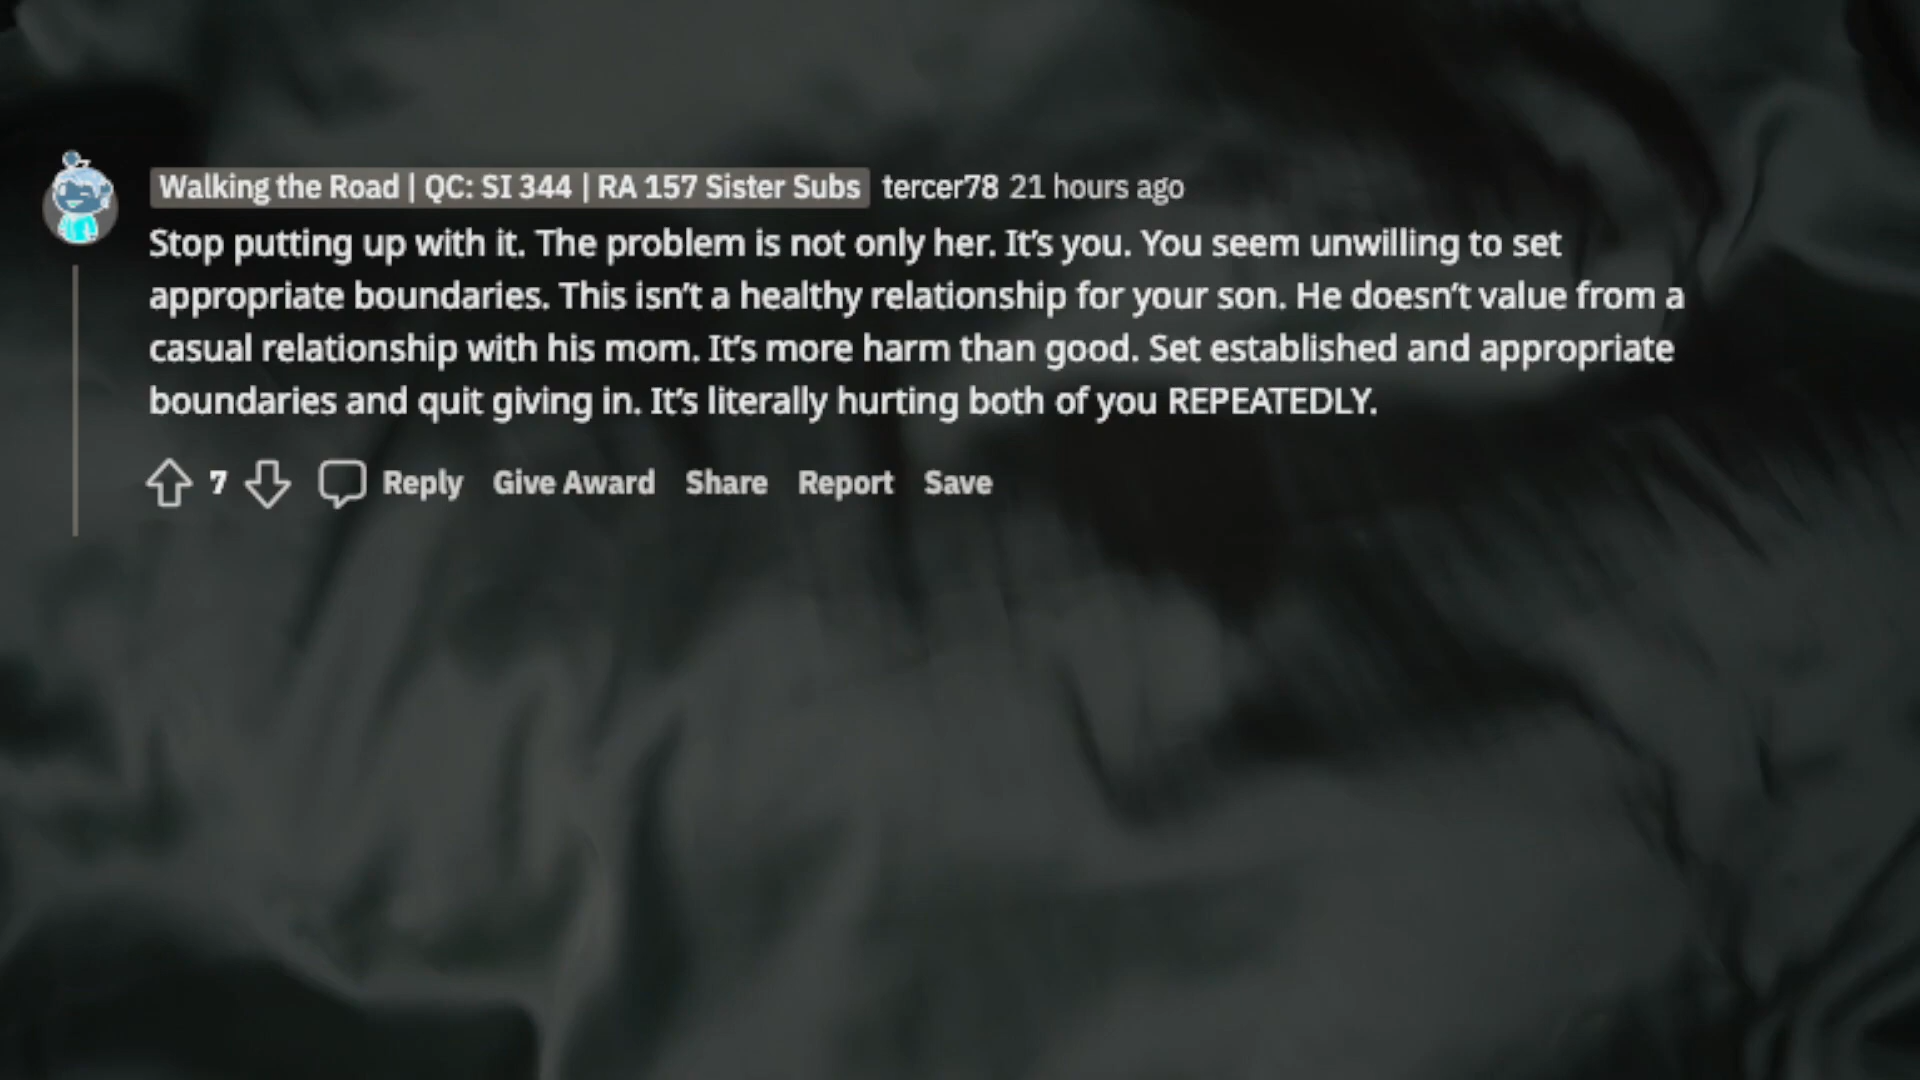 Walking the Road | QC: SI 344 | RA 157 Sister Subs tercer78 21 hours ago
Stop putting up with it. The problem is not only her. It's you. You seem unwilling to set
appropriate boundaries. This isn't a healthy relationship for your son. He doesn't value from a
casual relationship with his mom. It's more harm than good. Set established and appropriate
boundaries and quit giving in. It's literally hurting both of you REPEATEDLY.
7 Reply Give Award Share Report Save